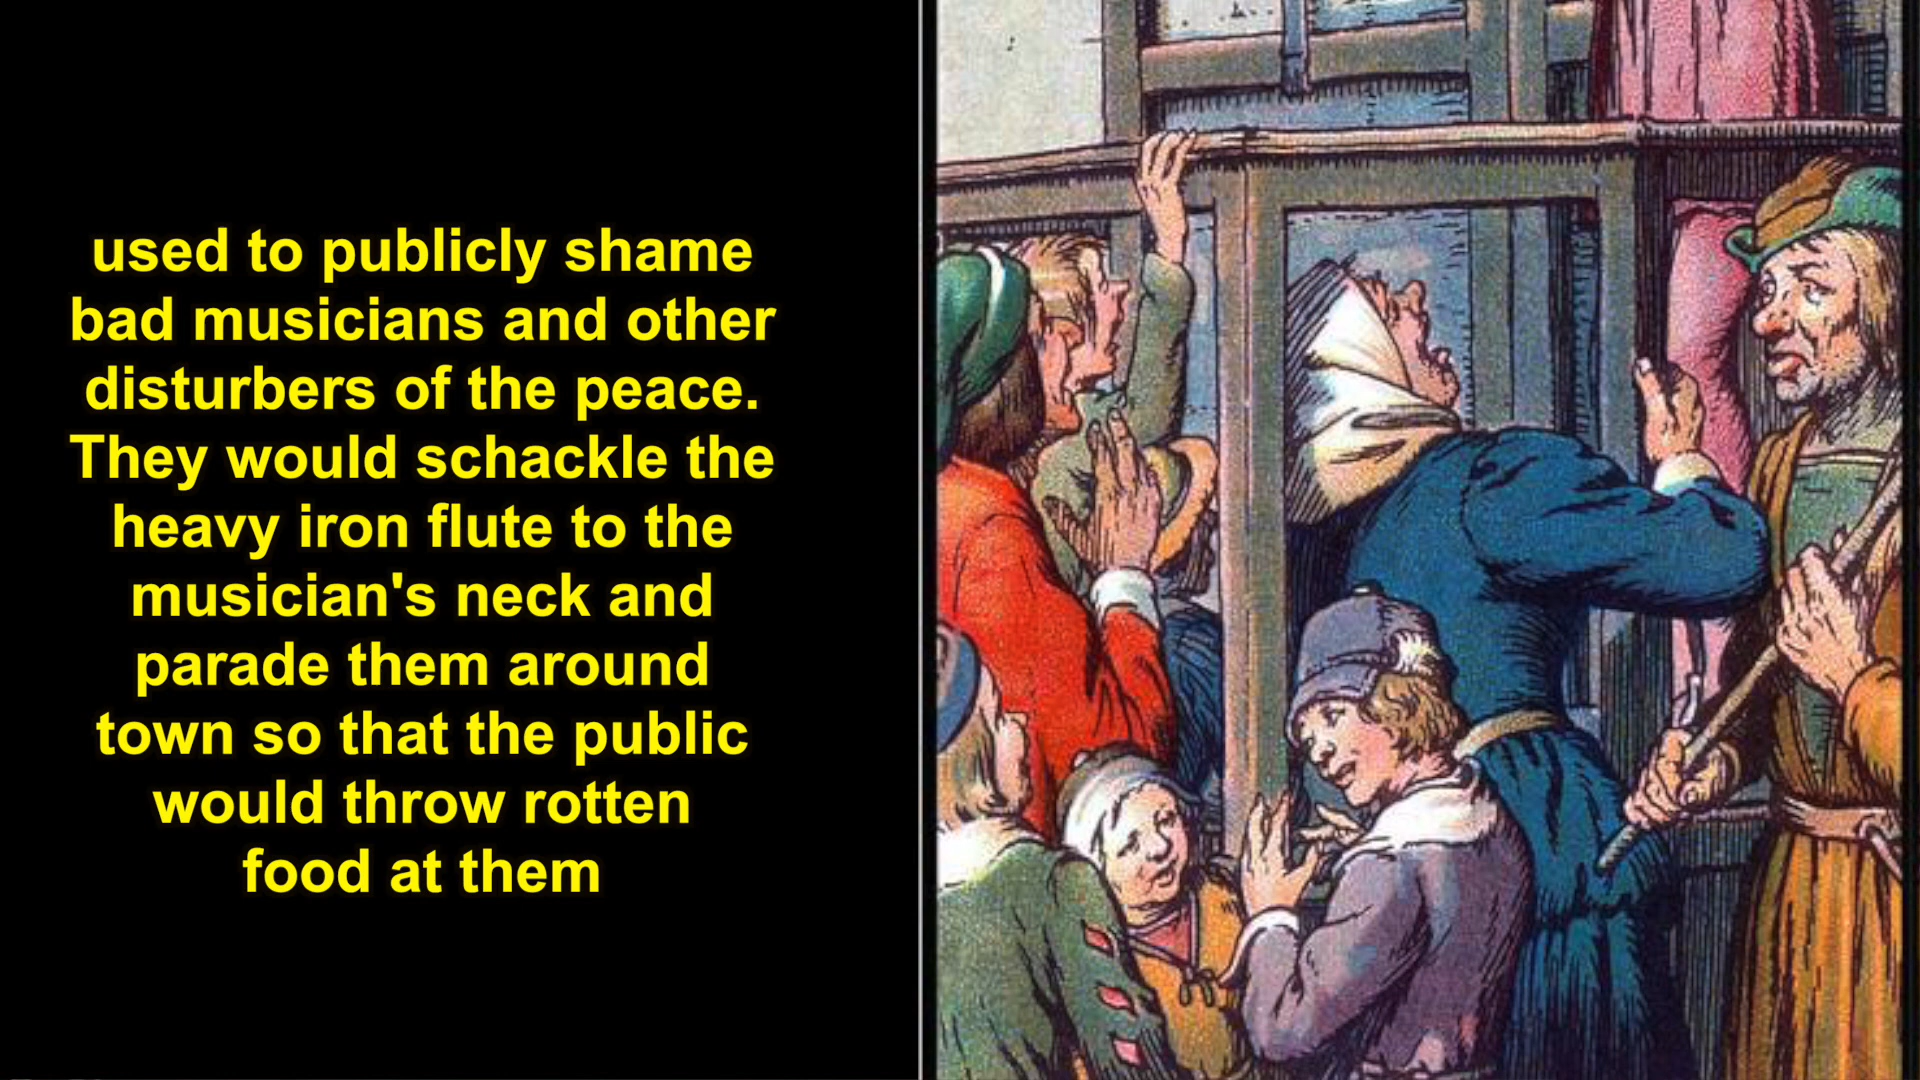 used to publicly shame
bad musicians and other
disturbers of the peace.
They would schackle the
heavy iron flute to the
musician's neck and
parade them around
town so that the public
would throw rotten
food at them